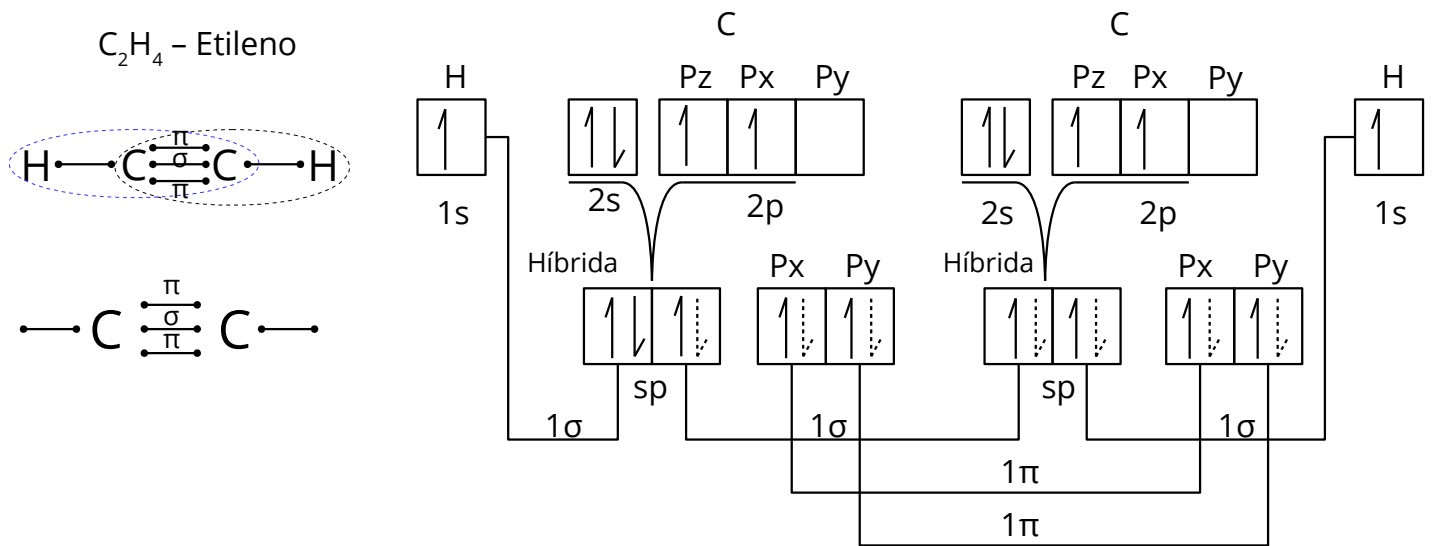 C₂H₄ – Etileno
C C
H Pz Px Py Pz Px Py H
π
H C σ C H
π
1s 2s 2p 2s 2p 1s
Híbrida Px Py Híbrida Px Py
π
C σ C
π
sp sp
1σ 1σ 1σ
1π
1π